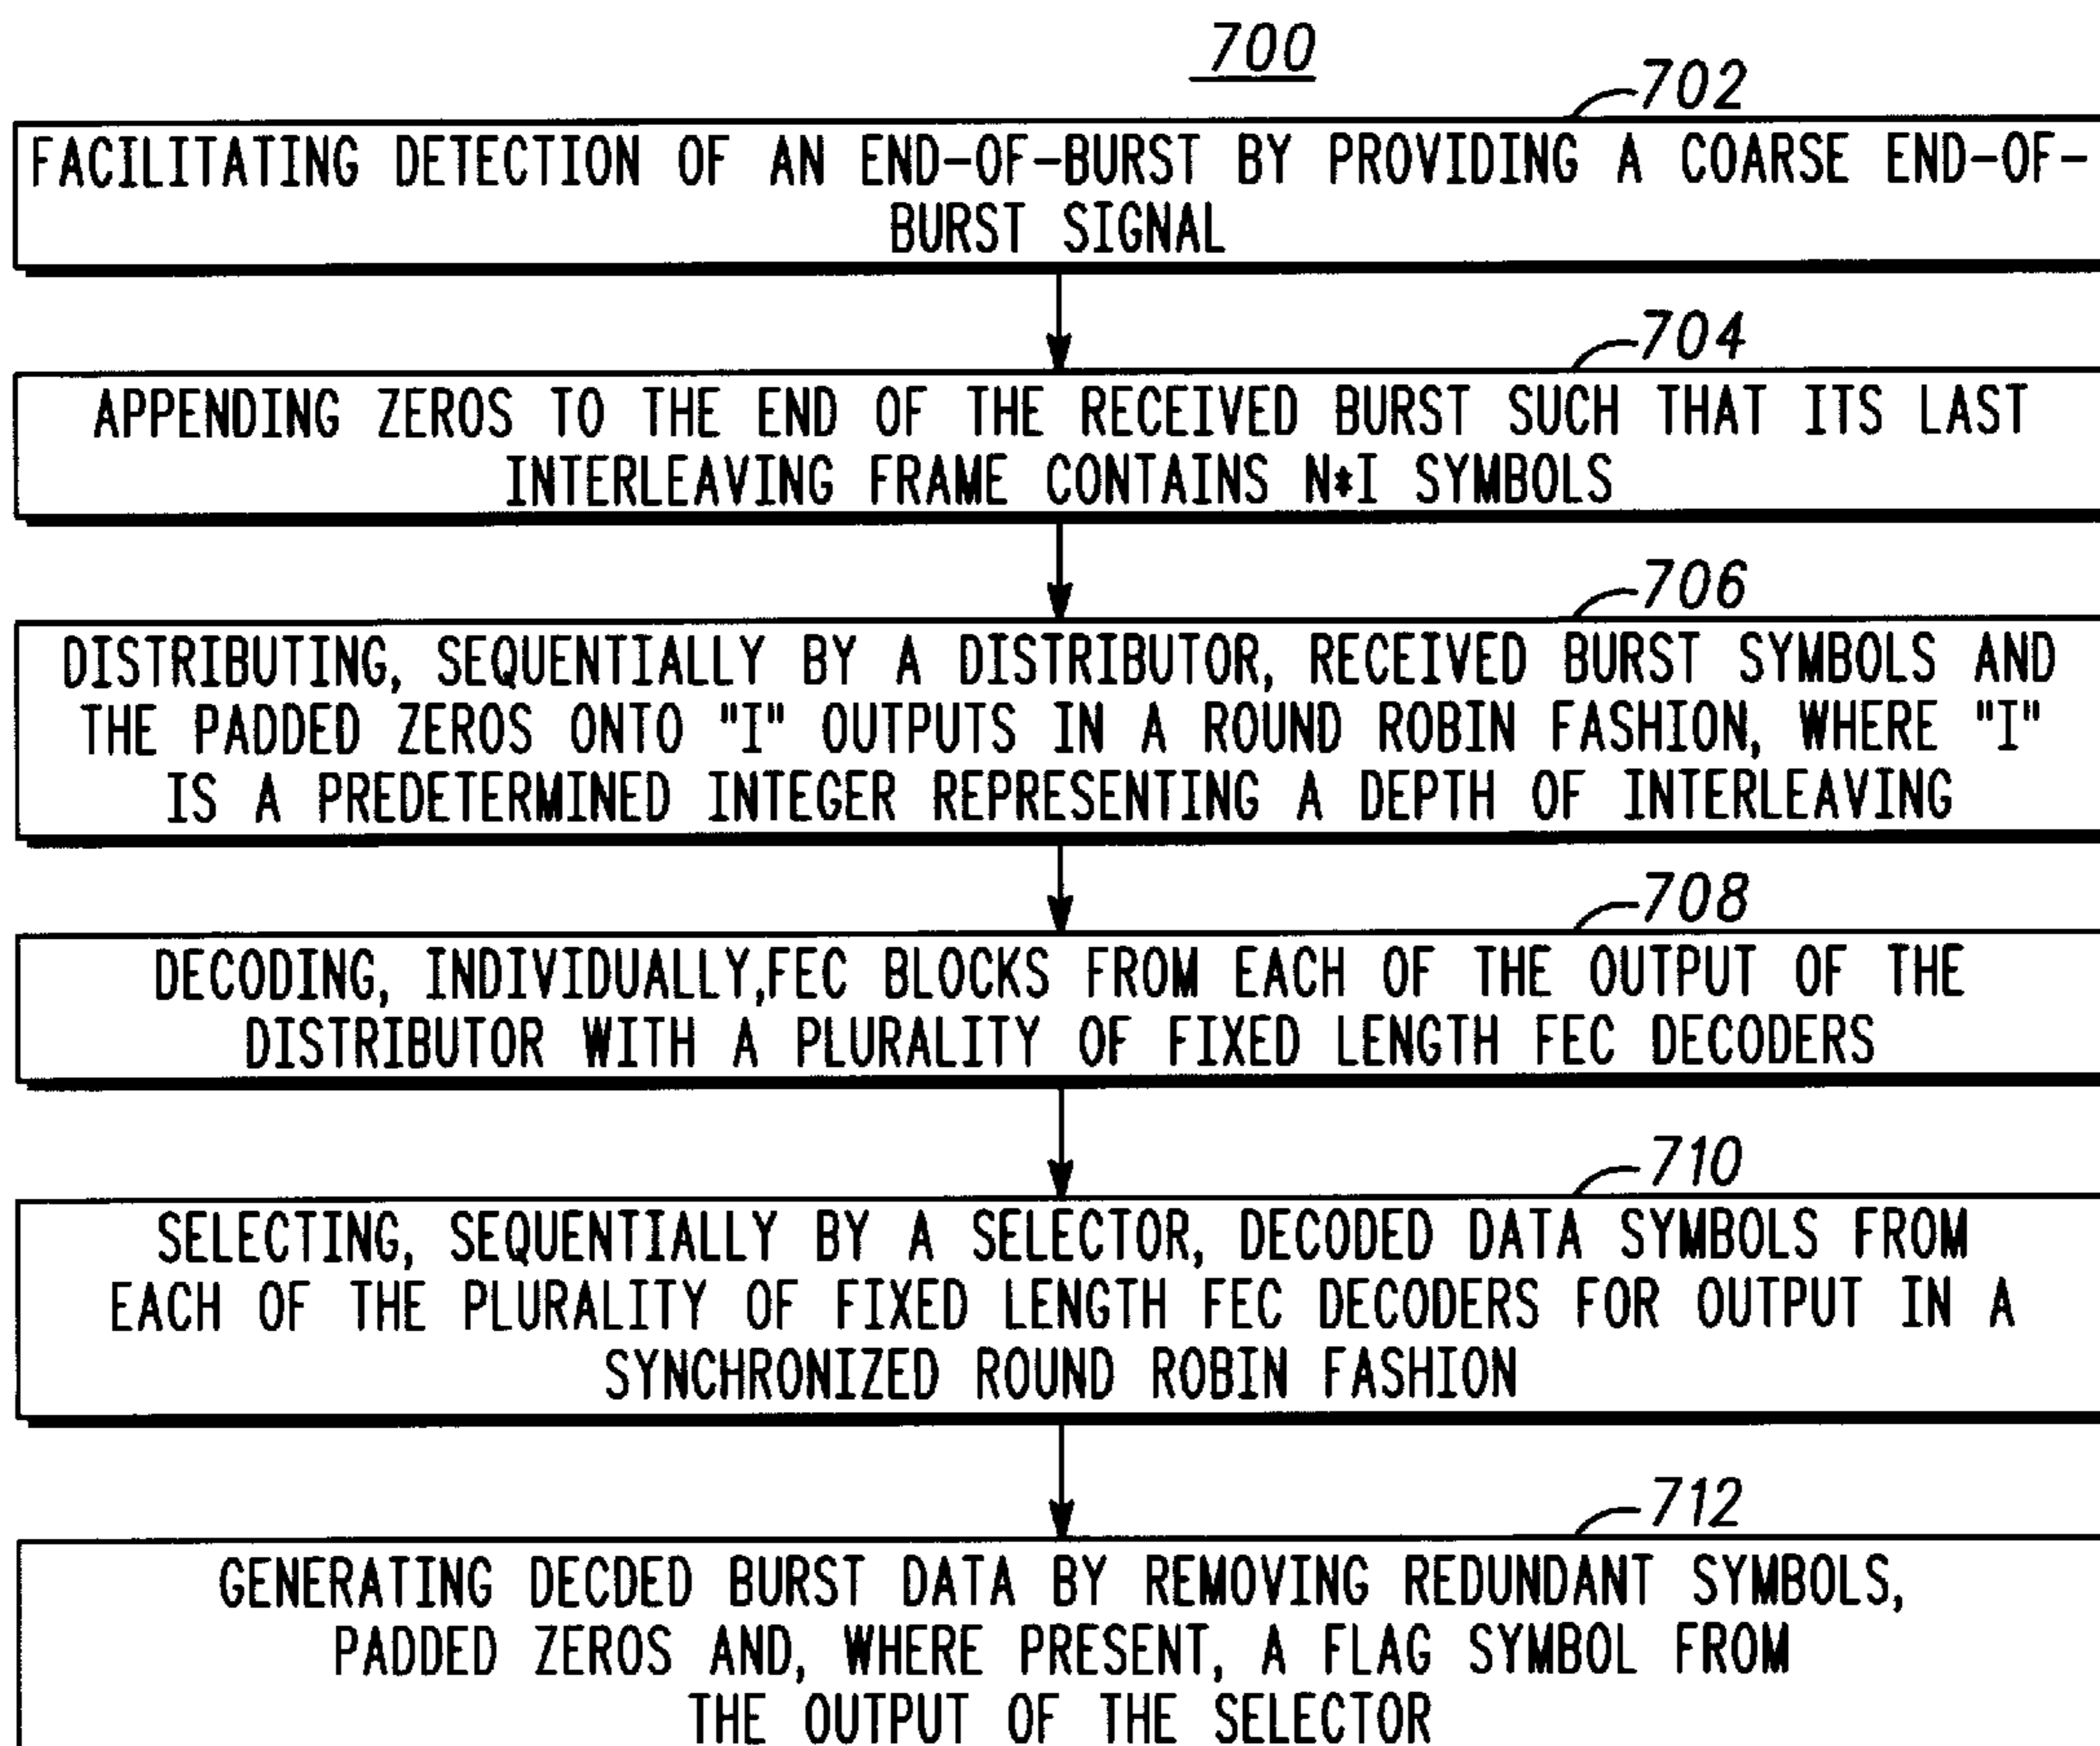 700
702
FACILITATING DETECTION OF AN END-OF-BURST BY PROVIDING A COARSE END-OF-
BURST SIGNAL
704
APPENDING ZEROS TO THE END OF THE RECEIVED BURST SUCH THAT ITS LAST
INTERLEAVING FRAME CONTAINS N*I SYMBOLS
706
DISTRIBUTING, SEQUENTIALLY BY A DISTRIBUTOR, RECEIVED BURST SYMBOLS AND
THE PADDED ZEROS ONTO "I" OUTPUTS IN A ROUND ROBIN FASHION, WHERE "I"
IS A PREDETERMINED INTEGER REPRESENTING A DEPTH OF INTERLEAVING
708
DECODING, INDIVIDUALLY,FEC BLOCKS FROM EACH OF THE OUTPUT OF THE
DISTRIBUTOR WITH A PLURALITY OF FIXED LENGTH FEC DECODERS
710
SELECTING, SEQUENTIALLY BY A SELECTOR, DECODED DATA SYMBOLS FROM
EACH OF THE PLURALITY OF FIXED LENGTH FEC DECODERS FOR OUTPUT IN A
SYNCHRONIZED ROUND ROBIN FASHION
712
GENERATING DECDED BURST DATA BY REMOVING REDUNDANT SYMBOLS,
PADDED ZEROS AND, WHERE PRESENT, A FLAG SYMBOL FROM
THE OUTPUT OF THE SELECTOR